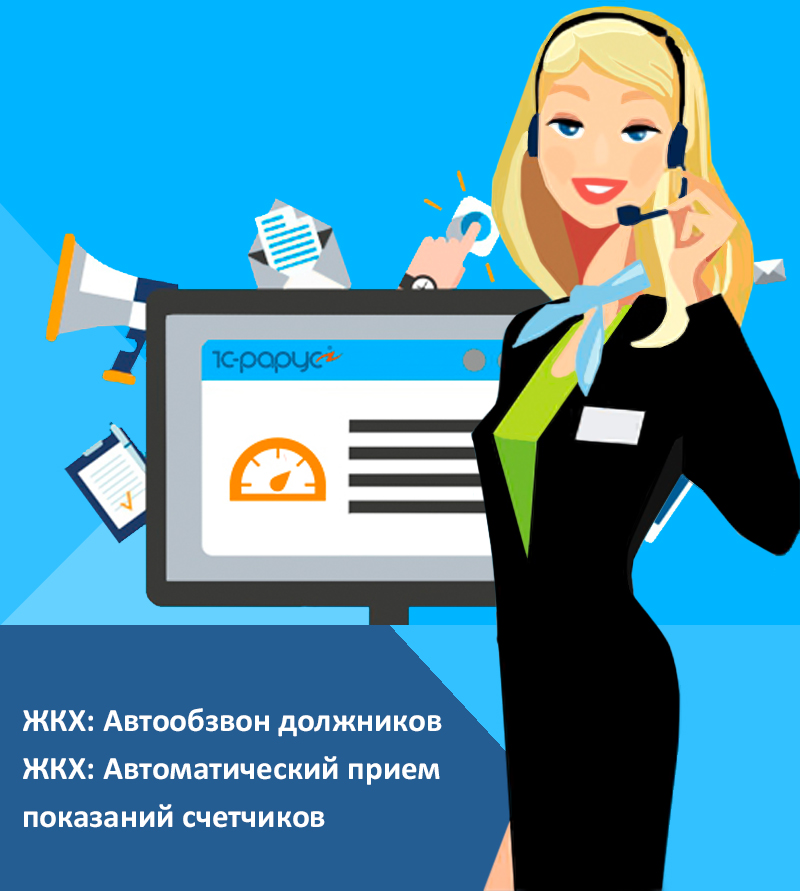 1С-рарус
ЖКХ: Автообзвон должников
ЖКХ: Автоматический прием
показаний счетчиков